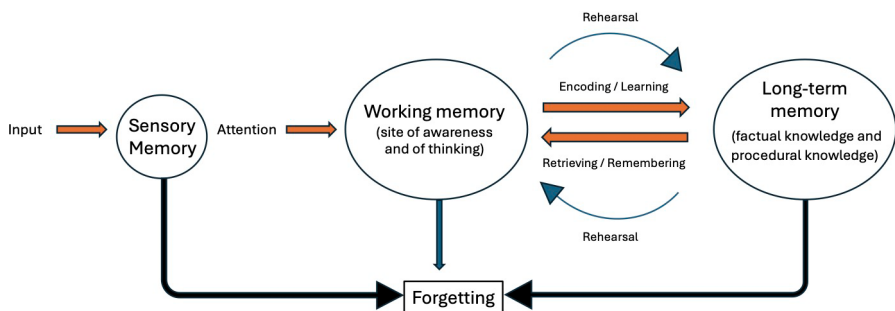 Rehearsal
Encoding / Learning
Input
Sensory
Memory
Attention
Working memory
(site of awareness
and of thinking)
Long-term
memory
(factual knowledge and
procedural knowledge)
Retrieving / Remembering
Rehearsal
Forgetting